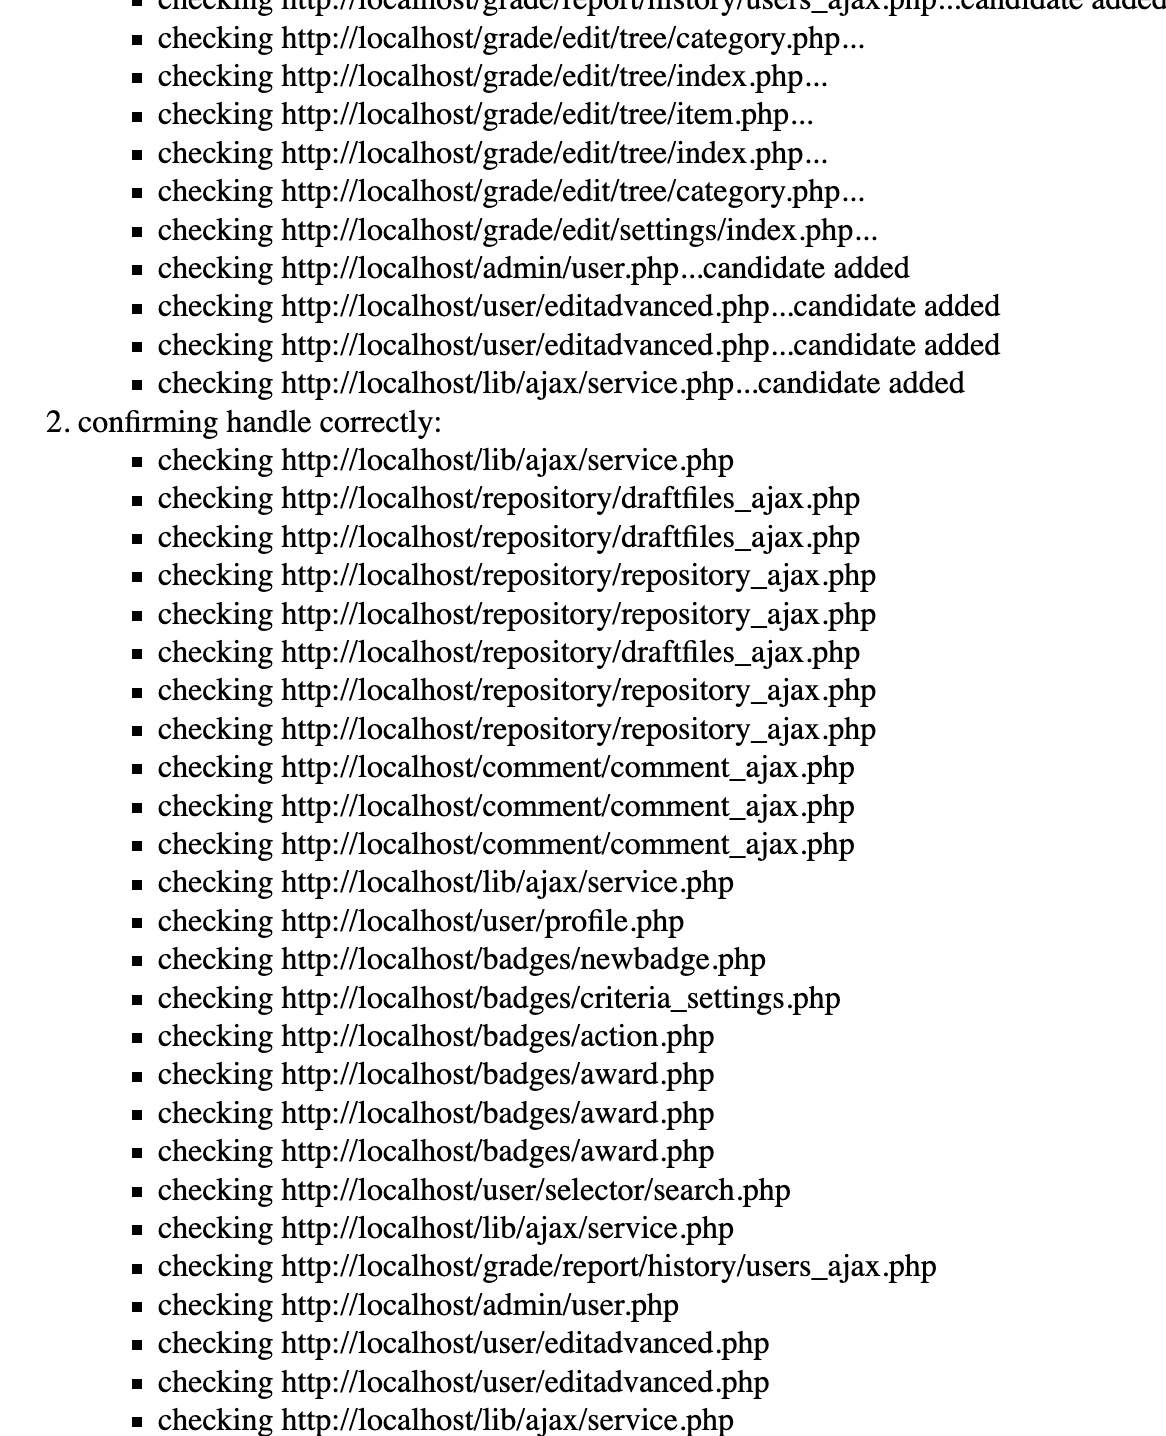 checking http://localhost/grade/report/history/users_ajax.php...candidate added
checking http://localhost/grade/edit/tree/category.php...
checking http://localhost/grade/edit/tree/index.php...
checking http://localhost/grade/edit/tree/item.php...
checking http://localhost/grade/edit/tree/index.php...
checking http://localhost/grade/edit/tree/category.php...
checking http://localhost/grade/edit/settings/index.php...
checking http://localhost/admin/user.php...candidate added
checking http://localhost/user/editadvanced.php...candidate added
checking http://localhost/user/editadvanced.php...candidate added
checking http://localhost/lib/ajax/service.php...candidate added
2. confirming handle correctly:
checking http://localhost/lib/ajax/service.php
checking http://localhost/repository/draftfiles_ajax.php
checking http://localhost/repository/draftfiles_ajax.php
checking http://localhost/repository/repository_ajax.php
checking http://localhost/repository/repository_ajax.php
checking http://localhost/repository/draftfiles_ajax.php
checking http://localhost/repository/repository_ajax.php
checking http://localhost/repository/repository_ajax.php
checking http://localhost/comment/comment_ajax.php
checking http://localhost/comment/comment_ajax.php
checking http://localhost/comment/comment_ajax.php
checking http://localhost/lib/ajax/service.php
checking http://localhost/user/profile.php
checking http://localhost/badges/newbadge.php
checking http://localhost/badges/criteria_settings.php
checking http://localhost/badges/action.php
checking http://localhost/badges/award.php
checking http://localhost/badges/award.php
checking http://localhost/badges/award.php
checking http://localhost/user/selector/search.php
checking http://localhost/lib/ajax/service.php
checking http://localhost/grade/report/history/users_ajax.php
checking http://localhost/admin/user.php
checking http://localhost/user/editadvanced.php
checking http://localhost/user/editadvanced.php
checking http://localhost/lib/ajax/service.php